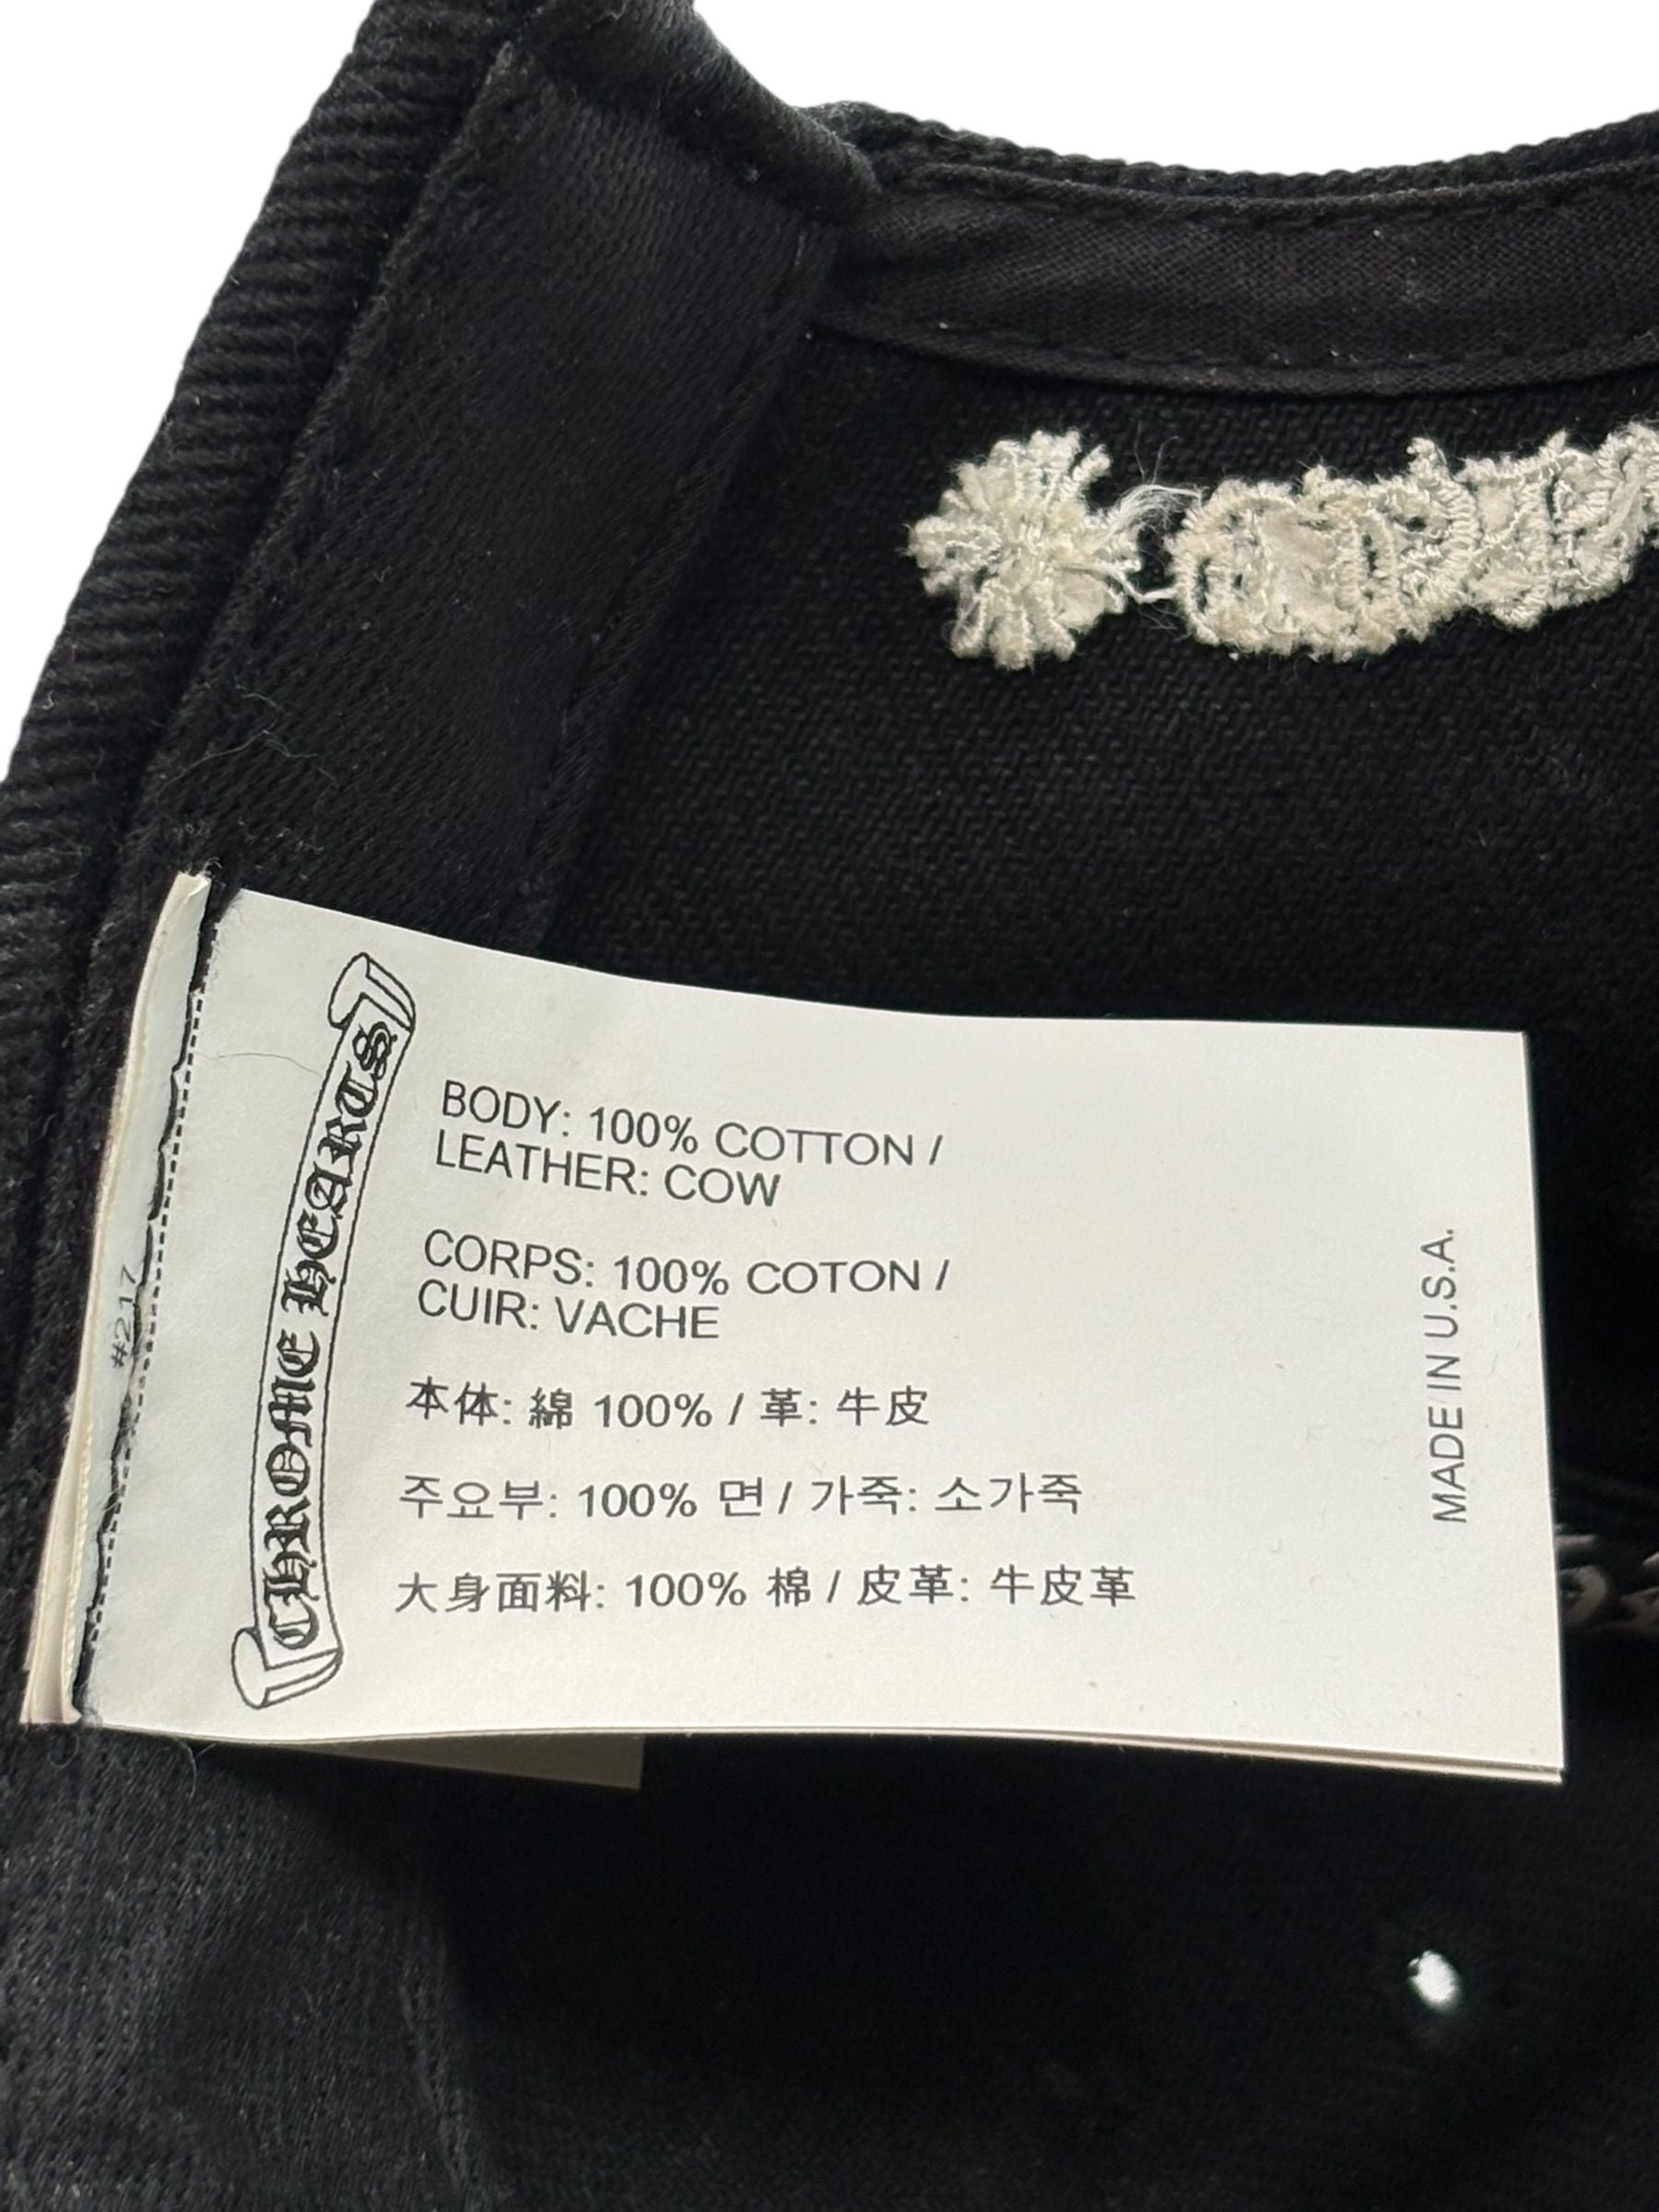 CHROME HEARTS
#217
BODY: 100% COTTON /
LEATHER: COW
CORPS: 100% COTON /
CUIR: VACHE
本体: 綿 100% / 革: 牛皮
주요부: 100% 면 / 가죽: 소가죽
大身面料: 100% 棉 / 皮革: 牛皮革
MADE IN U.S.A.